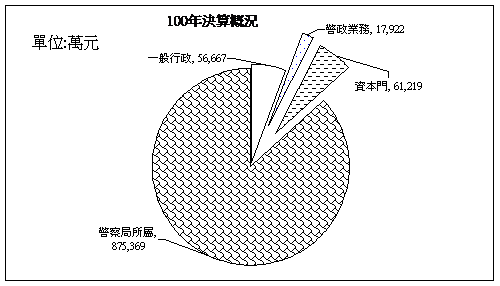 100年決算概況
單位:萬元
一般行政, 56,667
警政業務, 17,922
資本門, 61,219
警察局所屬,
875,369